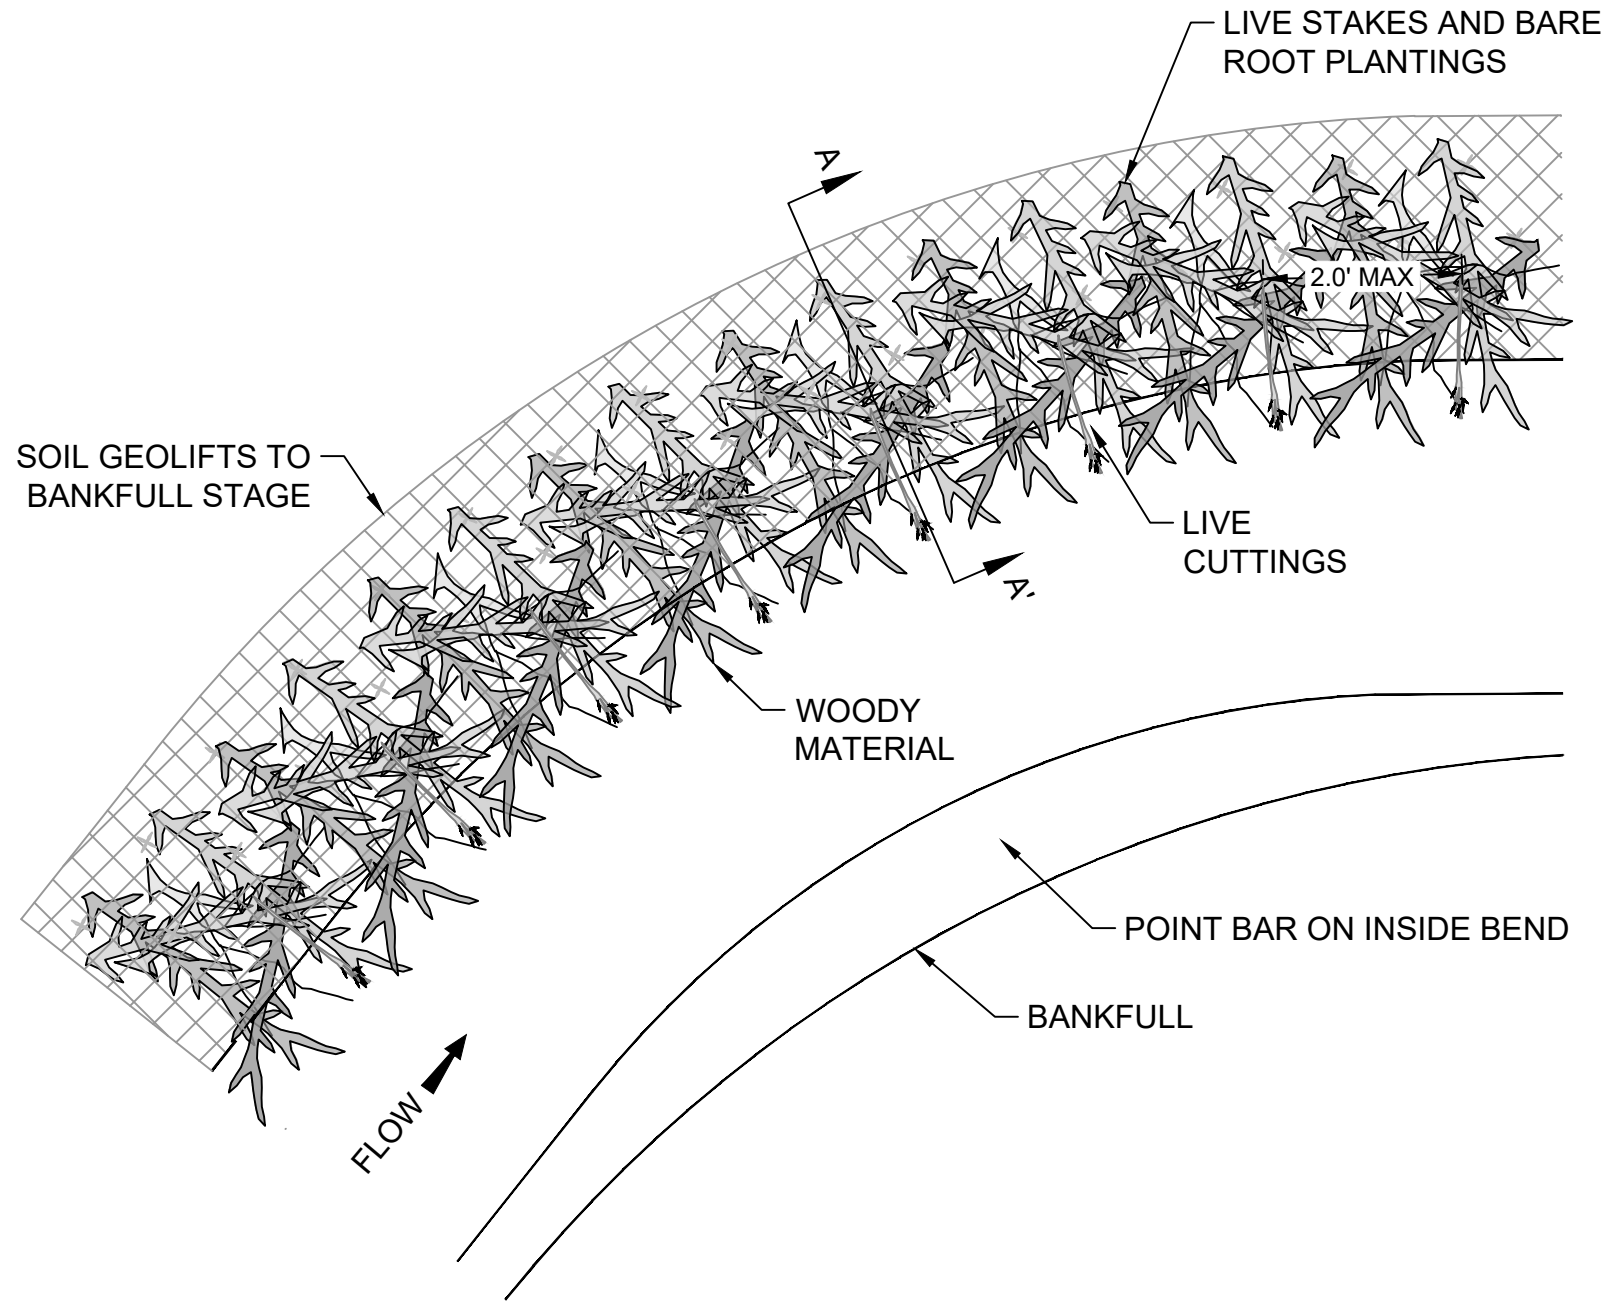 LIVE STAKES AND BARE
ROOT PLANTINGS
A
2.0' MAX
SOIL GEOLIFTS TO
BANKFULL STAGE
LIVE
CUTTINGS
A'
WOODY
MATERIAL
POINT BAR ON INSIDE BEND
BANKFULL
FLOW